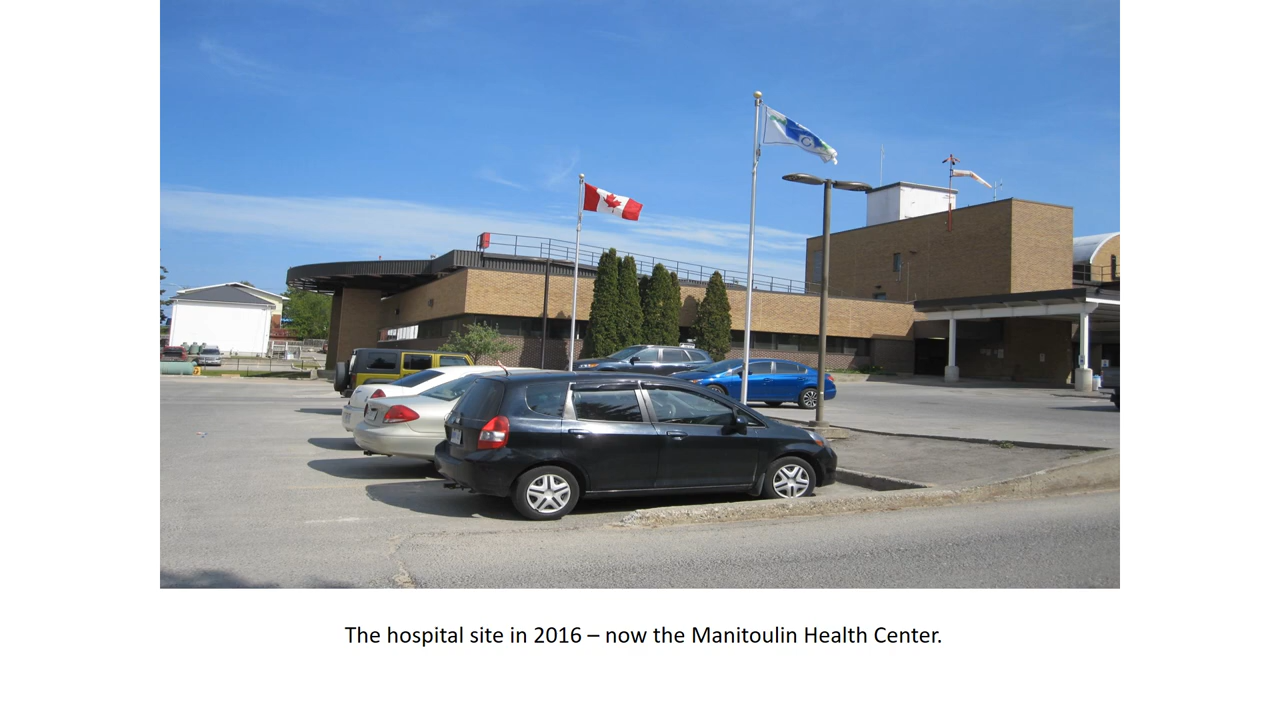 The hospital site in 2016 – now the Manitoulin Health Center.